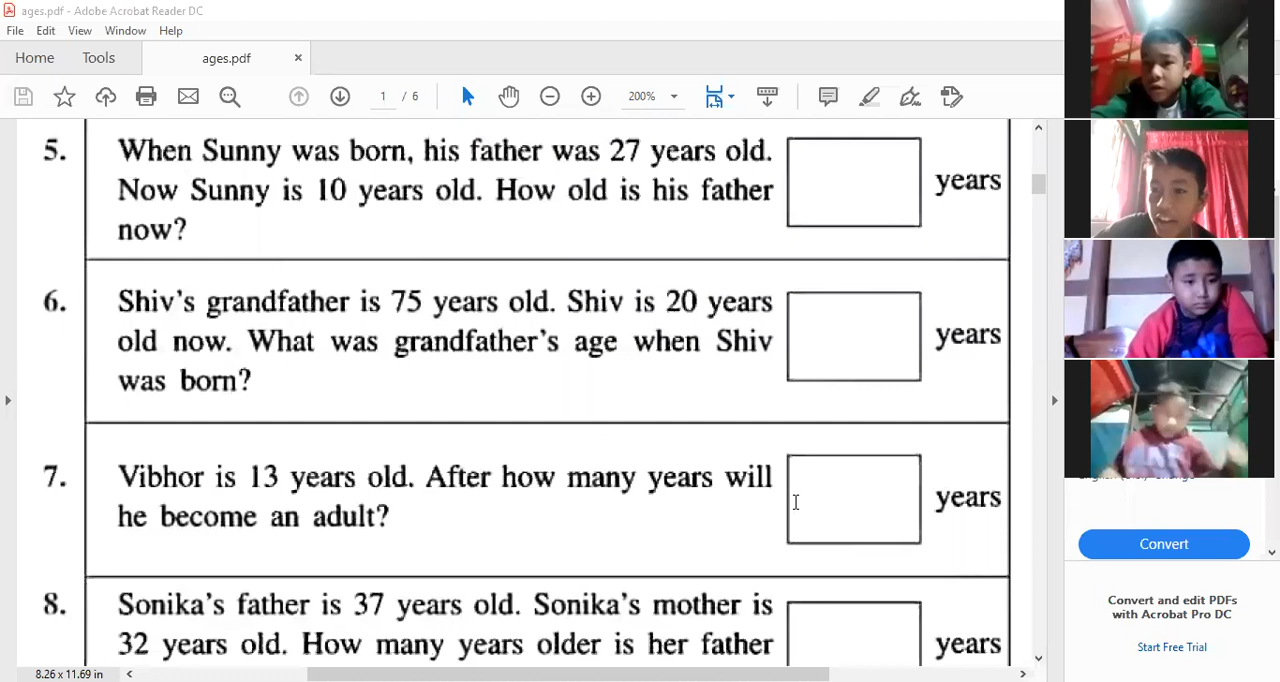 ages.pdf - Adobe Acrobat Reader DC
File Edit View Window Help
Home Tools ages.pdf ×
1 / 6 200%
5. When Sunny was born, his father was 27 years old.
Now Sunny is 10 years old. How old is his father
now?
years
6. Shiv's grandfather is 75 years old. Shiv is 20 years
old now. What was grandfather's age when Shiv
was born?
years
7. Vibhor is 13 years old. After how many years will
he become an adult?
years
8. Sonika's father is 37 years old. Sonika's mother is
32 years old. How many years older is her father
years
Convert
Convert and edit PDFs
with Acrobat Pro DC
Start Free Trial
8.26 x 11.69 in